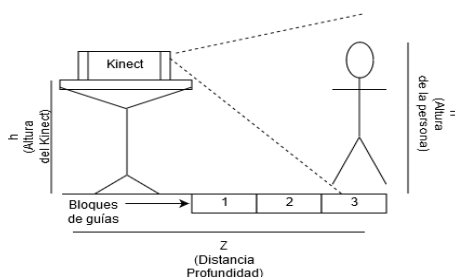 Kinect
h
(Altura
del Kinect)
(Altura
de la persona)
Bloques
de guías
1
2
3
Z
(Distancia
Profundidad)